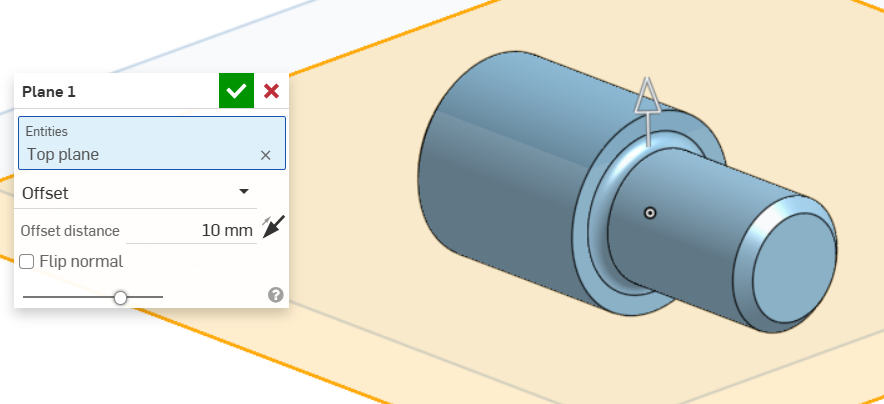 Plane 1
Entities
Top plane
Offset
Offset distance 10 mm
Flip normal